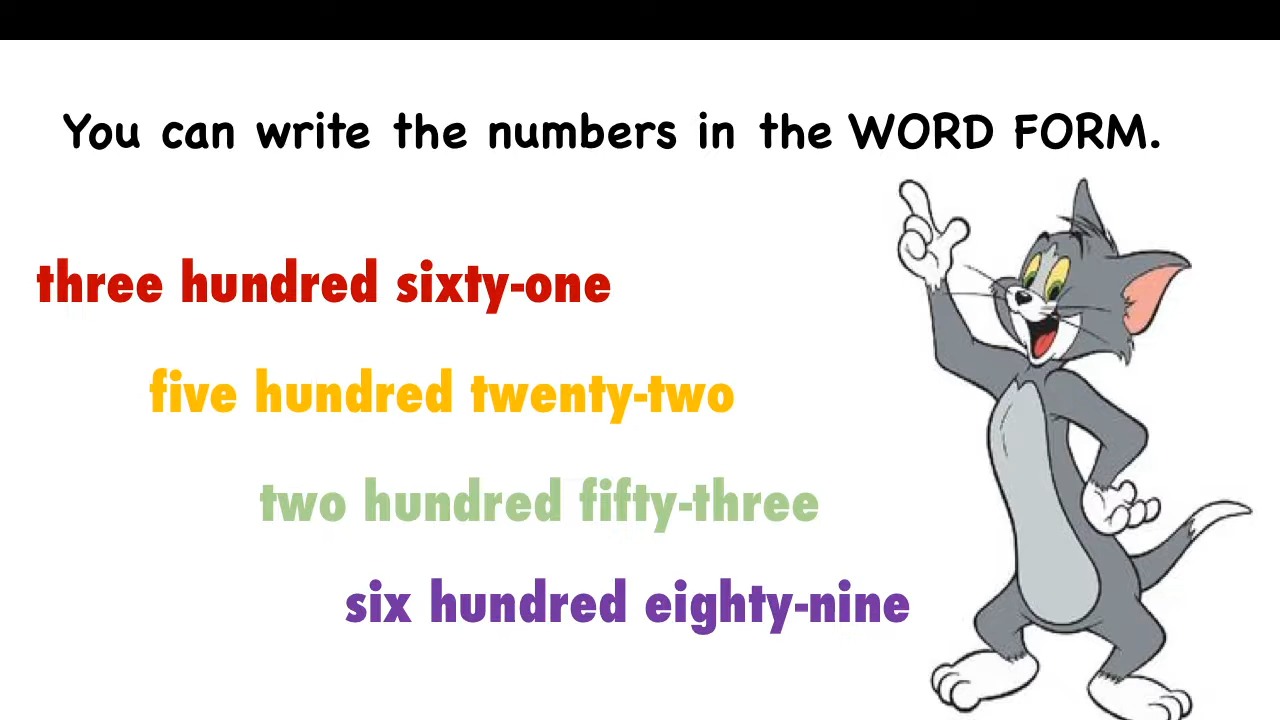 You can write the numbers in the WORD FORM.
three hundred sixty-one
five hundred twenty-two
two hundred fifty-three
six hundred eighty-nine